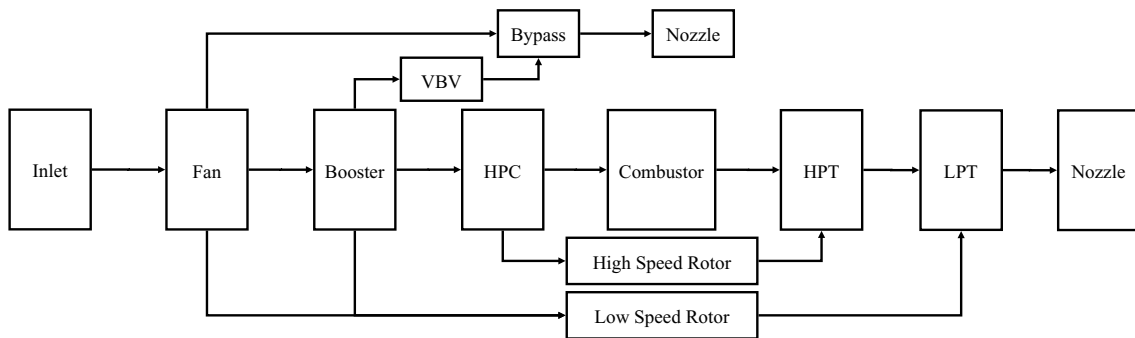 Bypass
Nozzle
VBV
Inlet
Fan
Booster
HPC
Combustor
HPT
LPT
Nozzle
High Speed Rotor
Low Speed Rotor